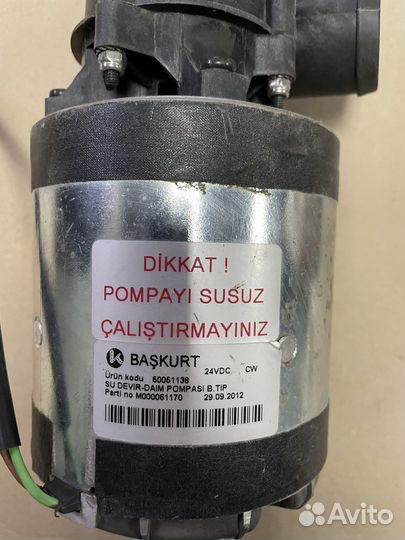 DİKKAT !
POMPAYI SUSUZ
ÇALIŞTIRMAYINIZ
K BAŞKURT 24VDC CW
Ürün kodu 60051138
SU DEVIR-DAIM POMPASI B.TIP
Parti no M000061170 29.09.2012
Avito